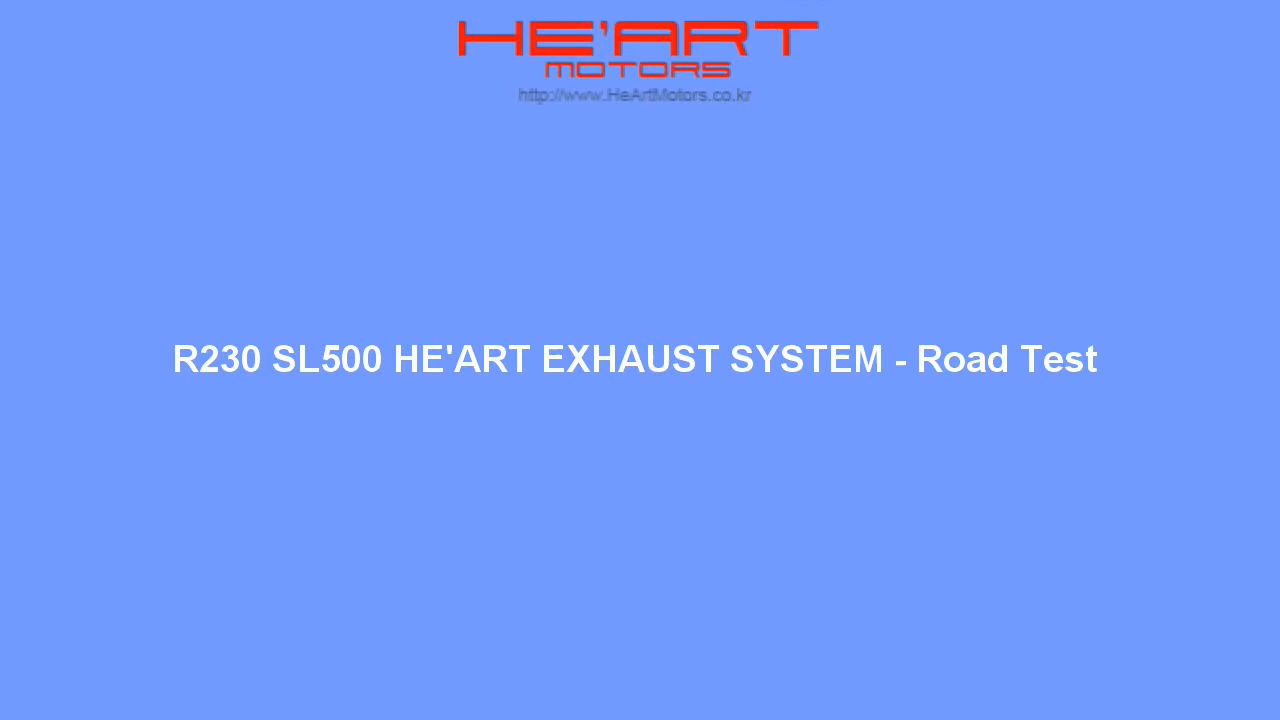 HE'ART
MOTORS
http://www.HeArtMotors.co.kr
R230 SL500 HE'ART EXHAUST SYSTEM - Road Test